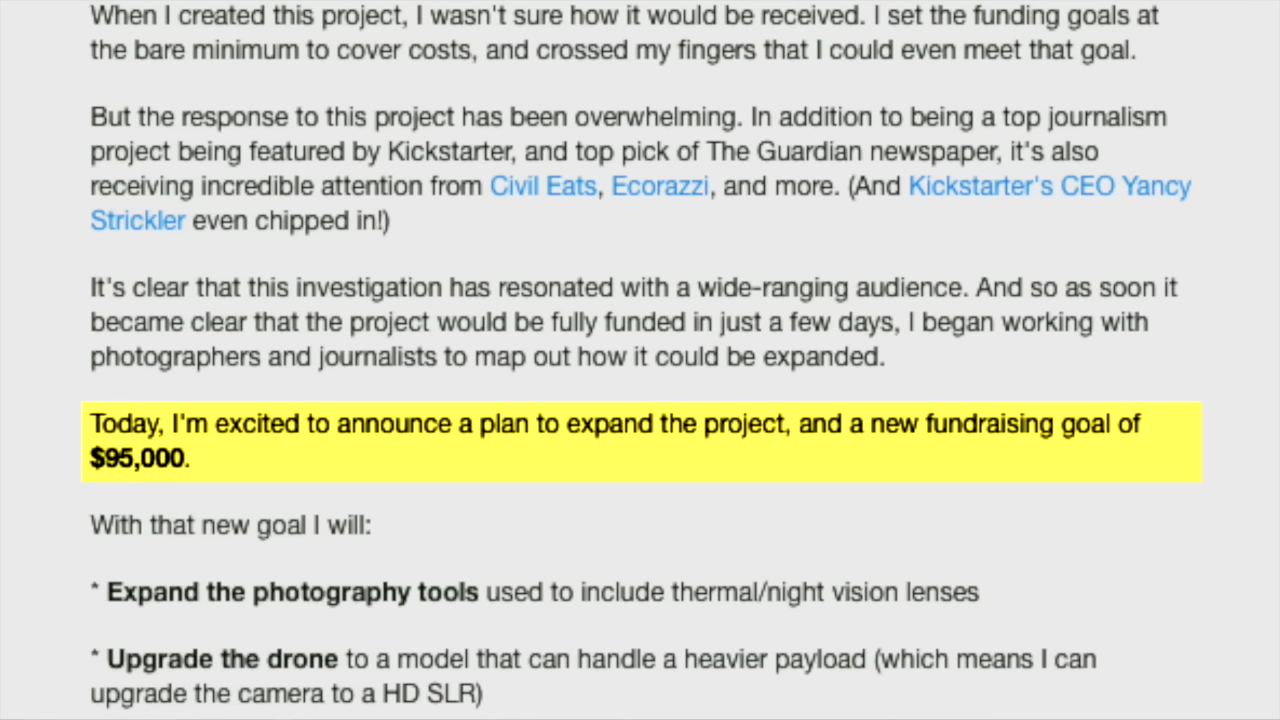 When I created this project, I wasn't sure how it would be received. I set the funding goals at
the bare minimum to cover costs, and crossed my fingers that I could even meet that goal.
But the response to this project has been overwhelming. In addition to being a top journalism
project being featured by Kickstarter, and top pick of The Guardian newspaper, it's also
receiving incredible attention from Civil Eats, Ecorazzi, and more. (And Kickstarter's CEO Yancy
Strickler even chipped in!)
It's clear that this investigation has resonated with a wide-ranging audience. And so as soon it
became clear that the project would be fully funded in just a few days, I began working with
photographers and journalists to map out how it could be expanded.
Today, I'm excited to announce a plan to expand the project, and a new fundraising goal of
$95,000.
With that new goal I will:
* Expand the photography tools used to include thermal/night vision lenses
* Upgrade the drone to a model that can handle a heavier payload (which means I can
upgrade the camera to a HD SLR)